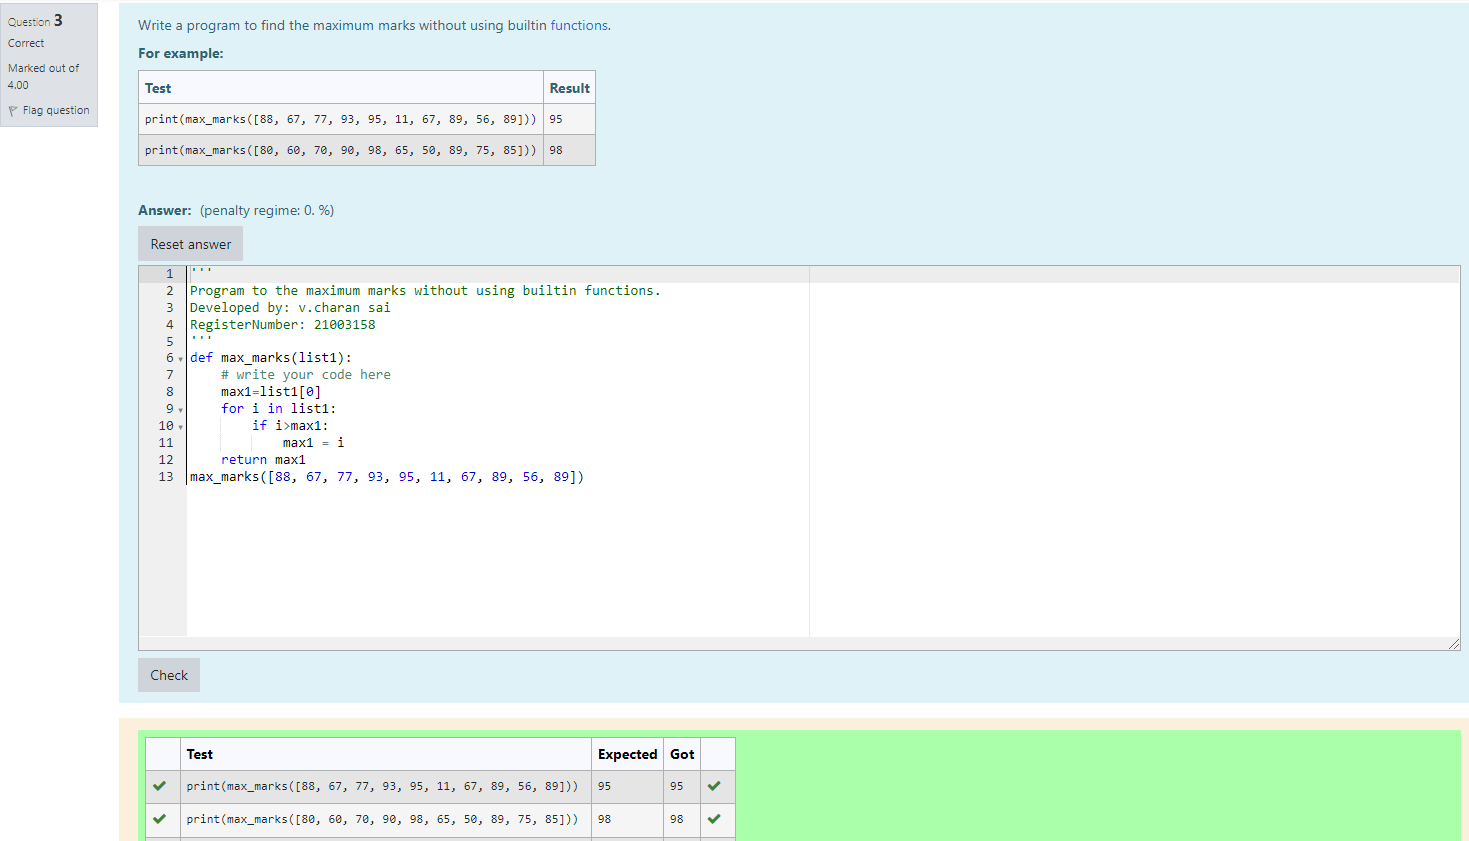 Question 3
Correct
Marked out of
4.00
Flag question
Write a program to find the maximum marks without using builtin functions.
For example:
Test Result
print(max_marks([88, 67, 77, 93, 95, 11, 67, 89, 56, 89])) 95
print(max_marks([80, 60, 70, 90, 98, 65, 50, 89, 75, 85])) 98
Answer: (penalty regime: 0. %)
Reset answer
1 '''
2 Program to the maximum marks without using builtin functions.
3 Developed by: v.charan sai
4 RegisterNumber: 21003158
5 '''
6 def max_marks(list1):
7 # write your code here
8 max1=list1[0]
9 for i in list1:
10 if i>max1:
11 max1 = i
12 return max1
13 max_marks([88, 67, 77, 93, 95, 11, 67, 89, 56, 89])
Check
Test Expected Got
print(max_marks([88, 67, 77, 93, 95, 11, 67, 89, 56, 89])) 95 95
print(max_marks([80, 60, 70, 90, 98, 65, 50, 89, 75, 85])) 98 98